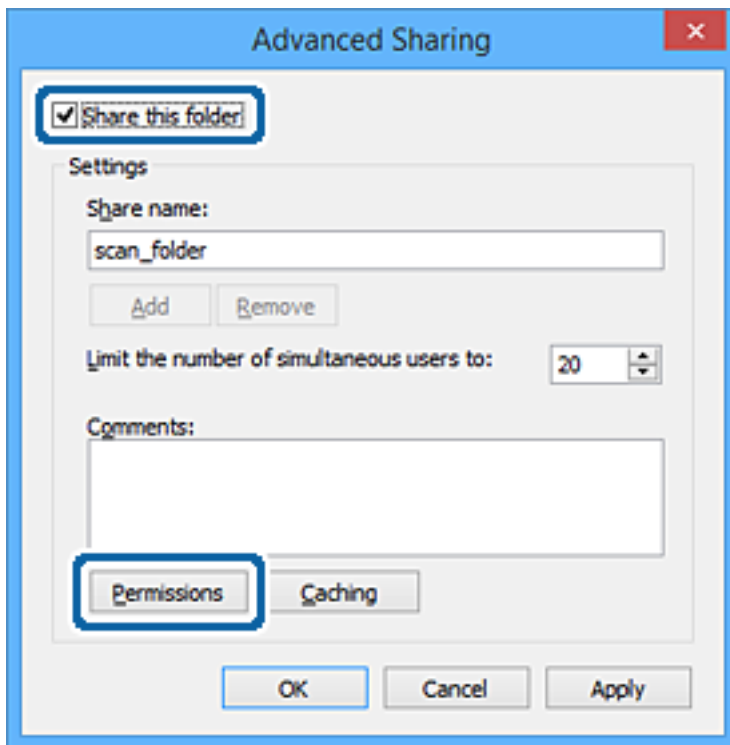 Advanced Sharing
Share this folder
Settings
Share name:
scan_folder
Add Remove
Limit the number of simultaneous users to: 20
Comments:
Permissions Caching
OK Cancel Apply